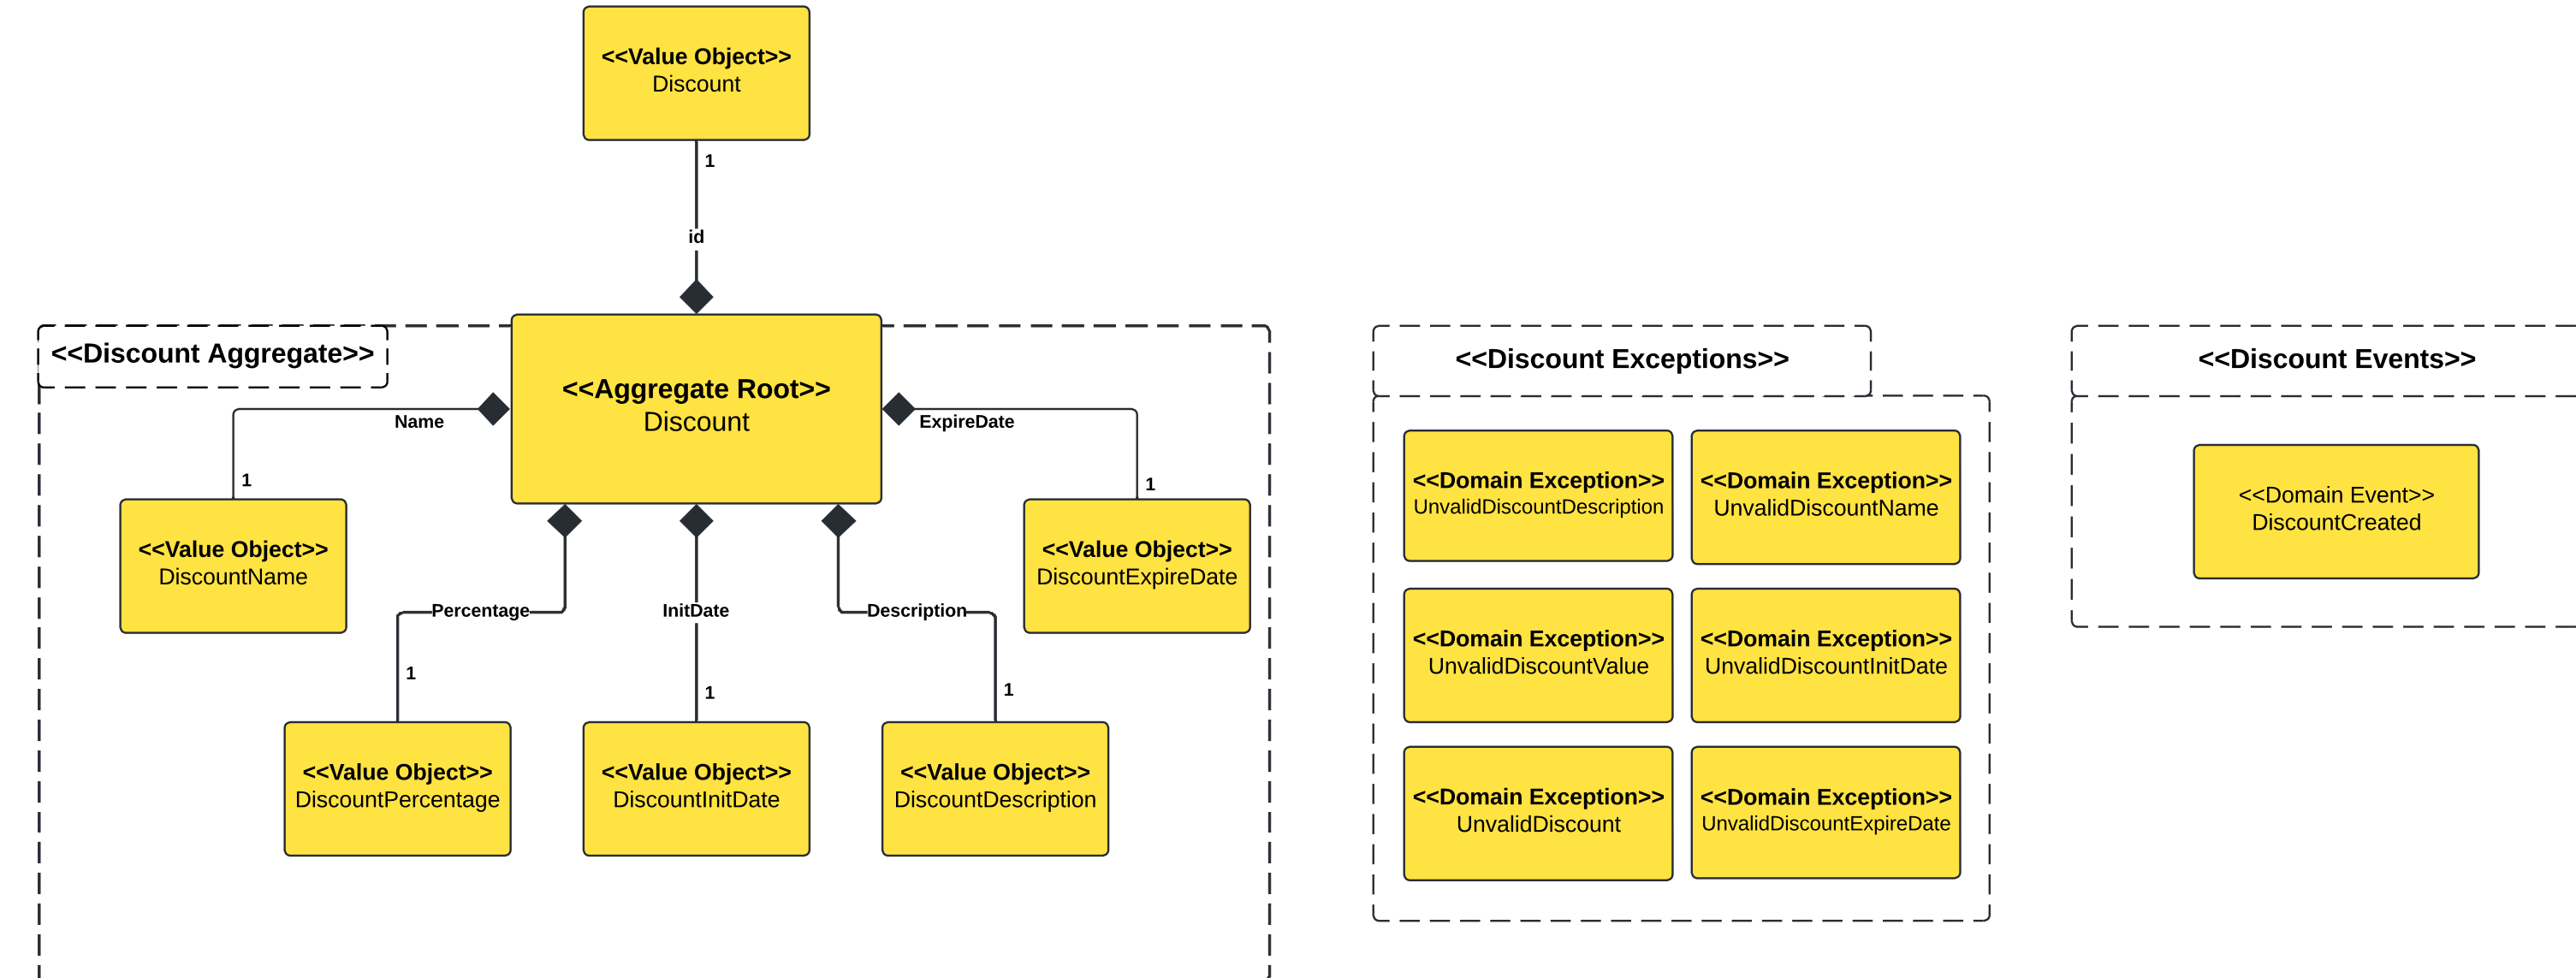 <<Value Object>>
Discount
1
id
<<Discount Aggregate>>
<<Aggregate Root>>
Discount
Name
ExpireDate
1
1
<<Value Object>>
DiscountName
<<Value Object>>
DiscountExpireDate
Percentage
InitDate
Description
1
1
1
<<Value Object>>
DiscountPercentage
<<Value Object>>
DiscountInitDate
<<Value Object>>
DiscountDescription
<<Discount Exceptions>>
<<Domain Exception>>
UnvalidDiscountDescription
<<Domain Exception>>
UnvalidDiscountName
<<Domain Exception>>
UnvalidDiscountValue
<<Domain Exception>>
UnvalidDiscountInitDate
<<Domain Exception>>
UnvalidDiscount
<<Domain Exception>>
UnvalidDiscountExpireDate
<<Discount Events>>
<<Domain Event>>
DiscountCreated